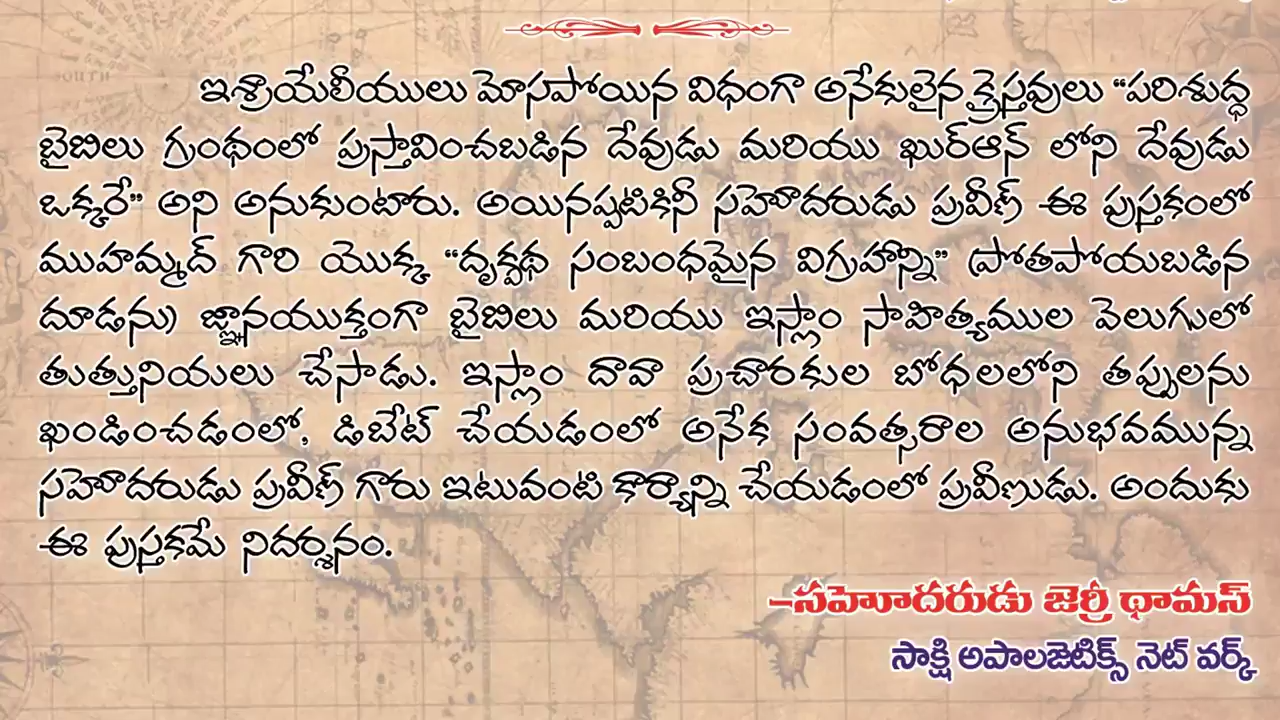 ఇశ్రాయేలీయులు మోసపోయిన విధంగా అనేకులైన క్రైస్తవులు “పరిశుద్ధ
బైబిలు గ్రంథంలో ప్రస్తావించబడిన దేవుడు మరియు ఖుర్ఆన్ లోని దేవుడు
ఒక్కరే” అని అనుకుంటారు. అయినప్పటికినీ సహెూదరుడు ప్రవీణ్ ఈ పుస్తకంలో
ముహమ్మద్ గారి యొక్క “దృక్పథ సంబంధమైన విగ్రహాన్ని” (పోతపోయబడిన
దూడను) జ్ఞానయుక్తంగా బైబిలు మరియు ఇస్లాం సాహిత్యముల వెలుగులో
తుత్తునియలు చేసాడు. ఇస్లాం దావా ప్రచారకుల బోధలలోని తప్పులను
ఖండించడంలో, డిబేట్ చేయడంలో అనేక సంవత్సరాల అనుభవమున్న
సహెూదరుడు ప్రవీణ్ గారు ఇటువంటి కార్యాన్ని చేయడంలో ప్రవీణుడు. అందుకు
ఈ పుస్తకమే నిదర్శనం.
–సహెూదరుడు జెర్రీ థామస్
సాక్షి అపాలజెటిక్స్ నెట్ వర్క్